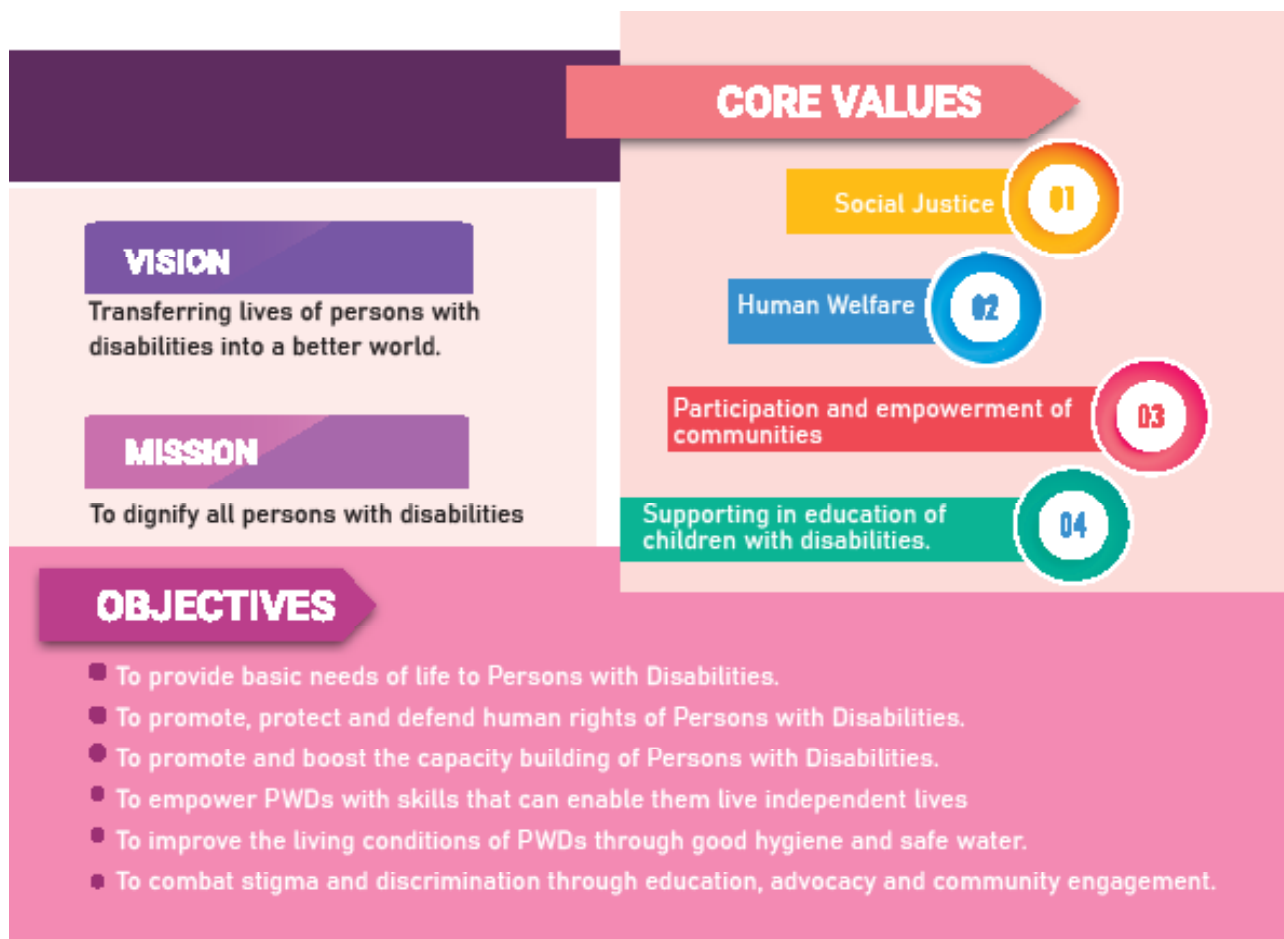 CORE VALUES
Social Justice
01
Human Welfare
02
Participation and empowerment of
communities
03
Supporting in education of
children with disabilities.
04
VISION
Transferring lives of persons with
disabilities into a better world.
MISSION
To dignify all persons with disabilities
OBJECTIVES
To provide basic needs of life to Persons with Disabilities.
To promote, protect and defend human rights of Persons with Disabilities.
To promote and boost the capacity building of Persons with Disabilities.
To empower PWDs with skills that can enable them live independent lives
To improve the living conditions of PWDs through good hygiene and safe water.
To combat stigma and discrimination through education, advocacy and community engagement.